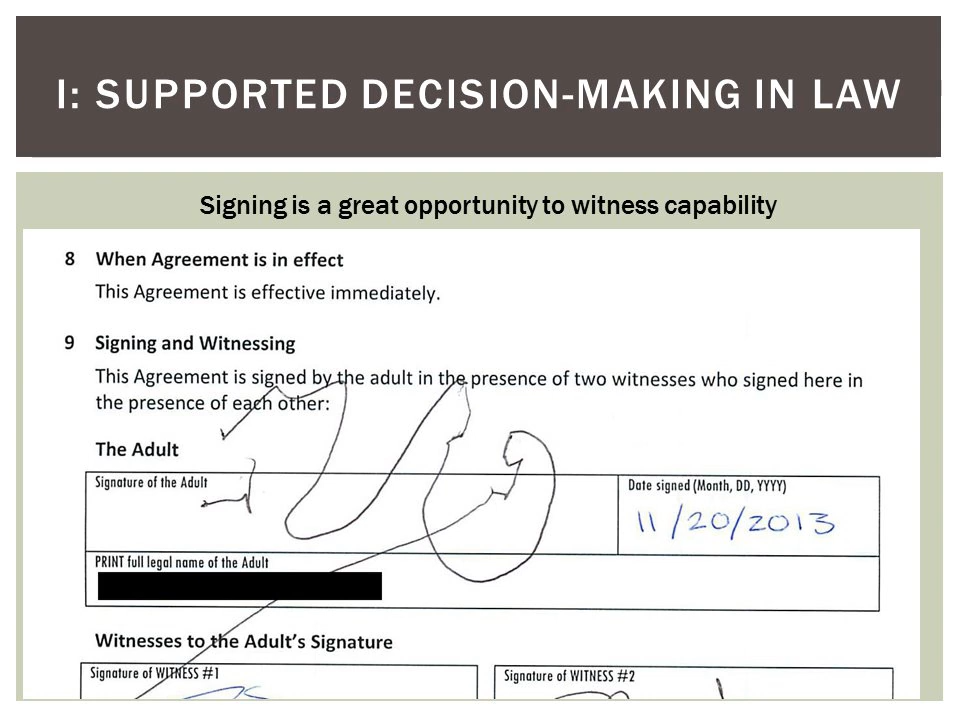 I: SUPPORTED DECISION-MAKING IN LAW
Signing is a great opportunity to witness capability
8 When Agreement is in effect
This Agreement is effective immediately.
9 Signing and Witnessing
This Agreement is signed by the adult in the presence of two witnesses who signed here in
the presence of each other:
The Adult
Signature of the Adult
Date signed (Month, DD, YYYY)
11/20/2013
PRINT full legal name of the Adult
Witnesses to the Adult's Signature
Signature of WITNESS #1
Signature of WITNESS #2